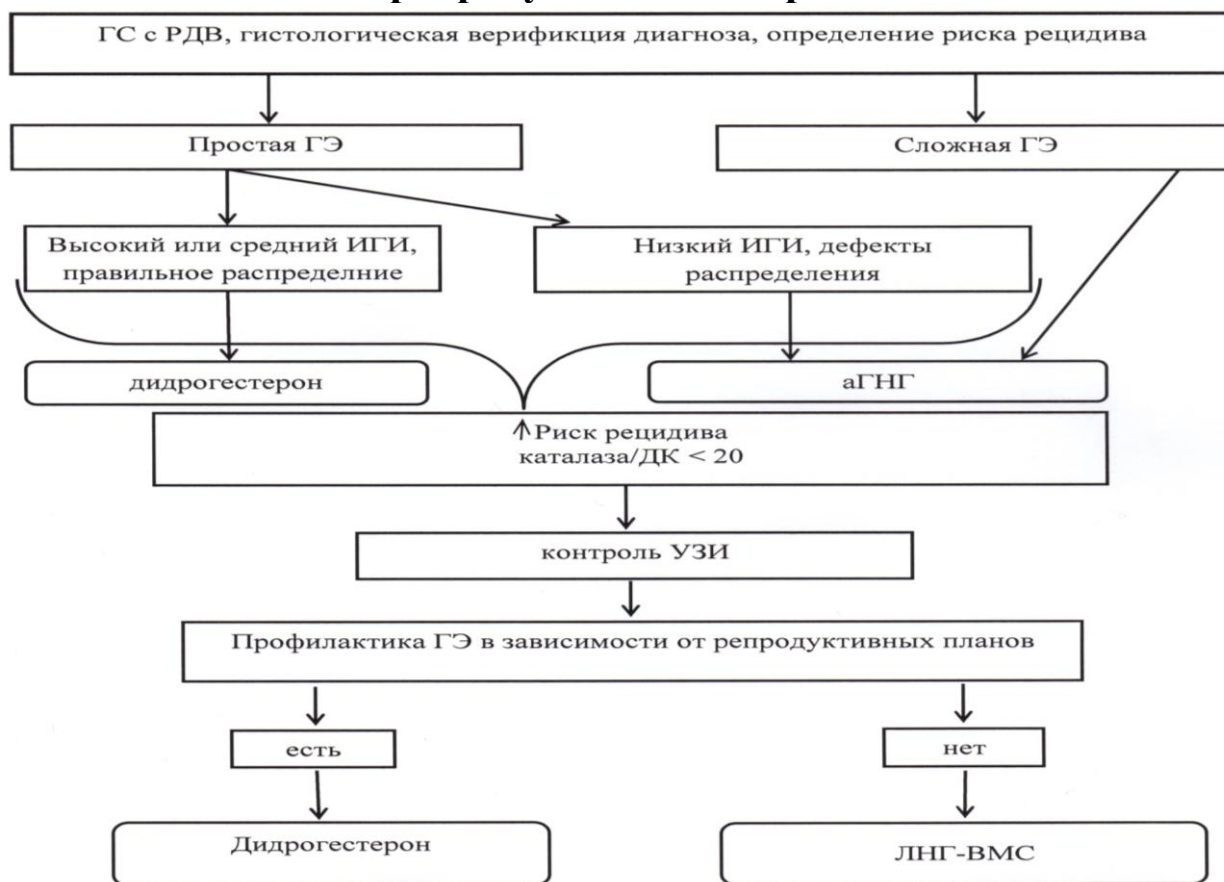 ГС с РДВ, гистологическая верификция диагноза, определение риска рецидива
Простая ГЭ
Сложная ГЭ
Высокий или средний ИГИ,
правильное распределние
Низкий ИГИ, дефекты
распределения
дидрогестерон
аГНГ
↑Риск рецидива
каталаза/ДК < 20
контроль УЗИ
Профилактика ГЭ в зависимости от репродуктивных планов
есть
нет
Дидрогестерон
ЛНГ-ВМС